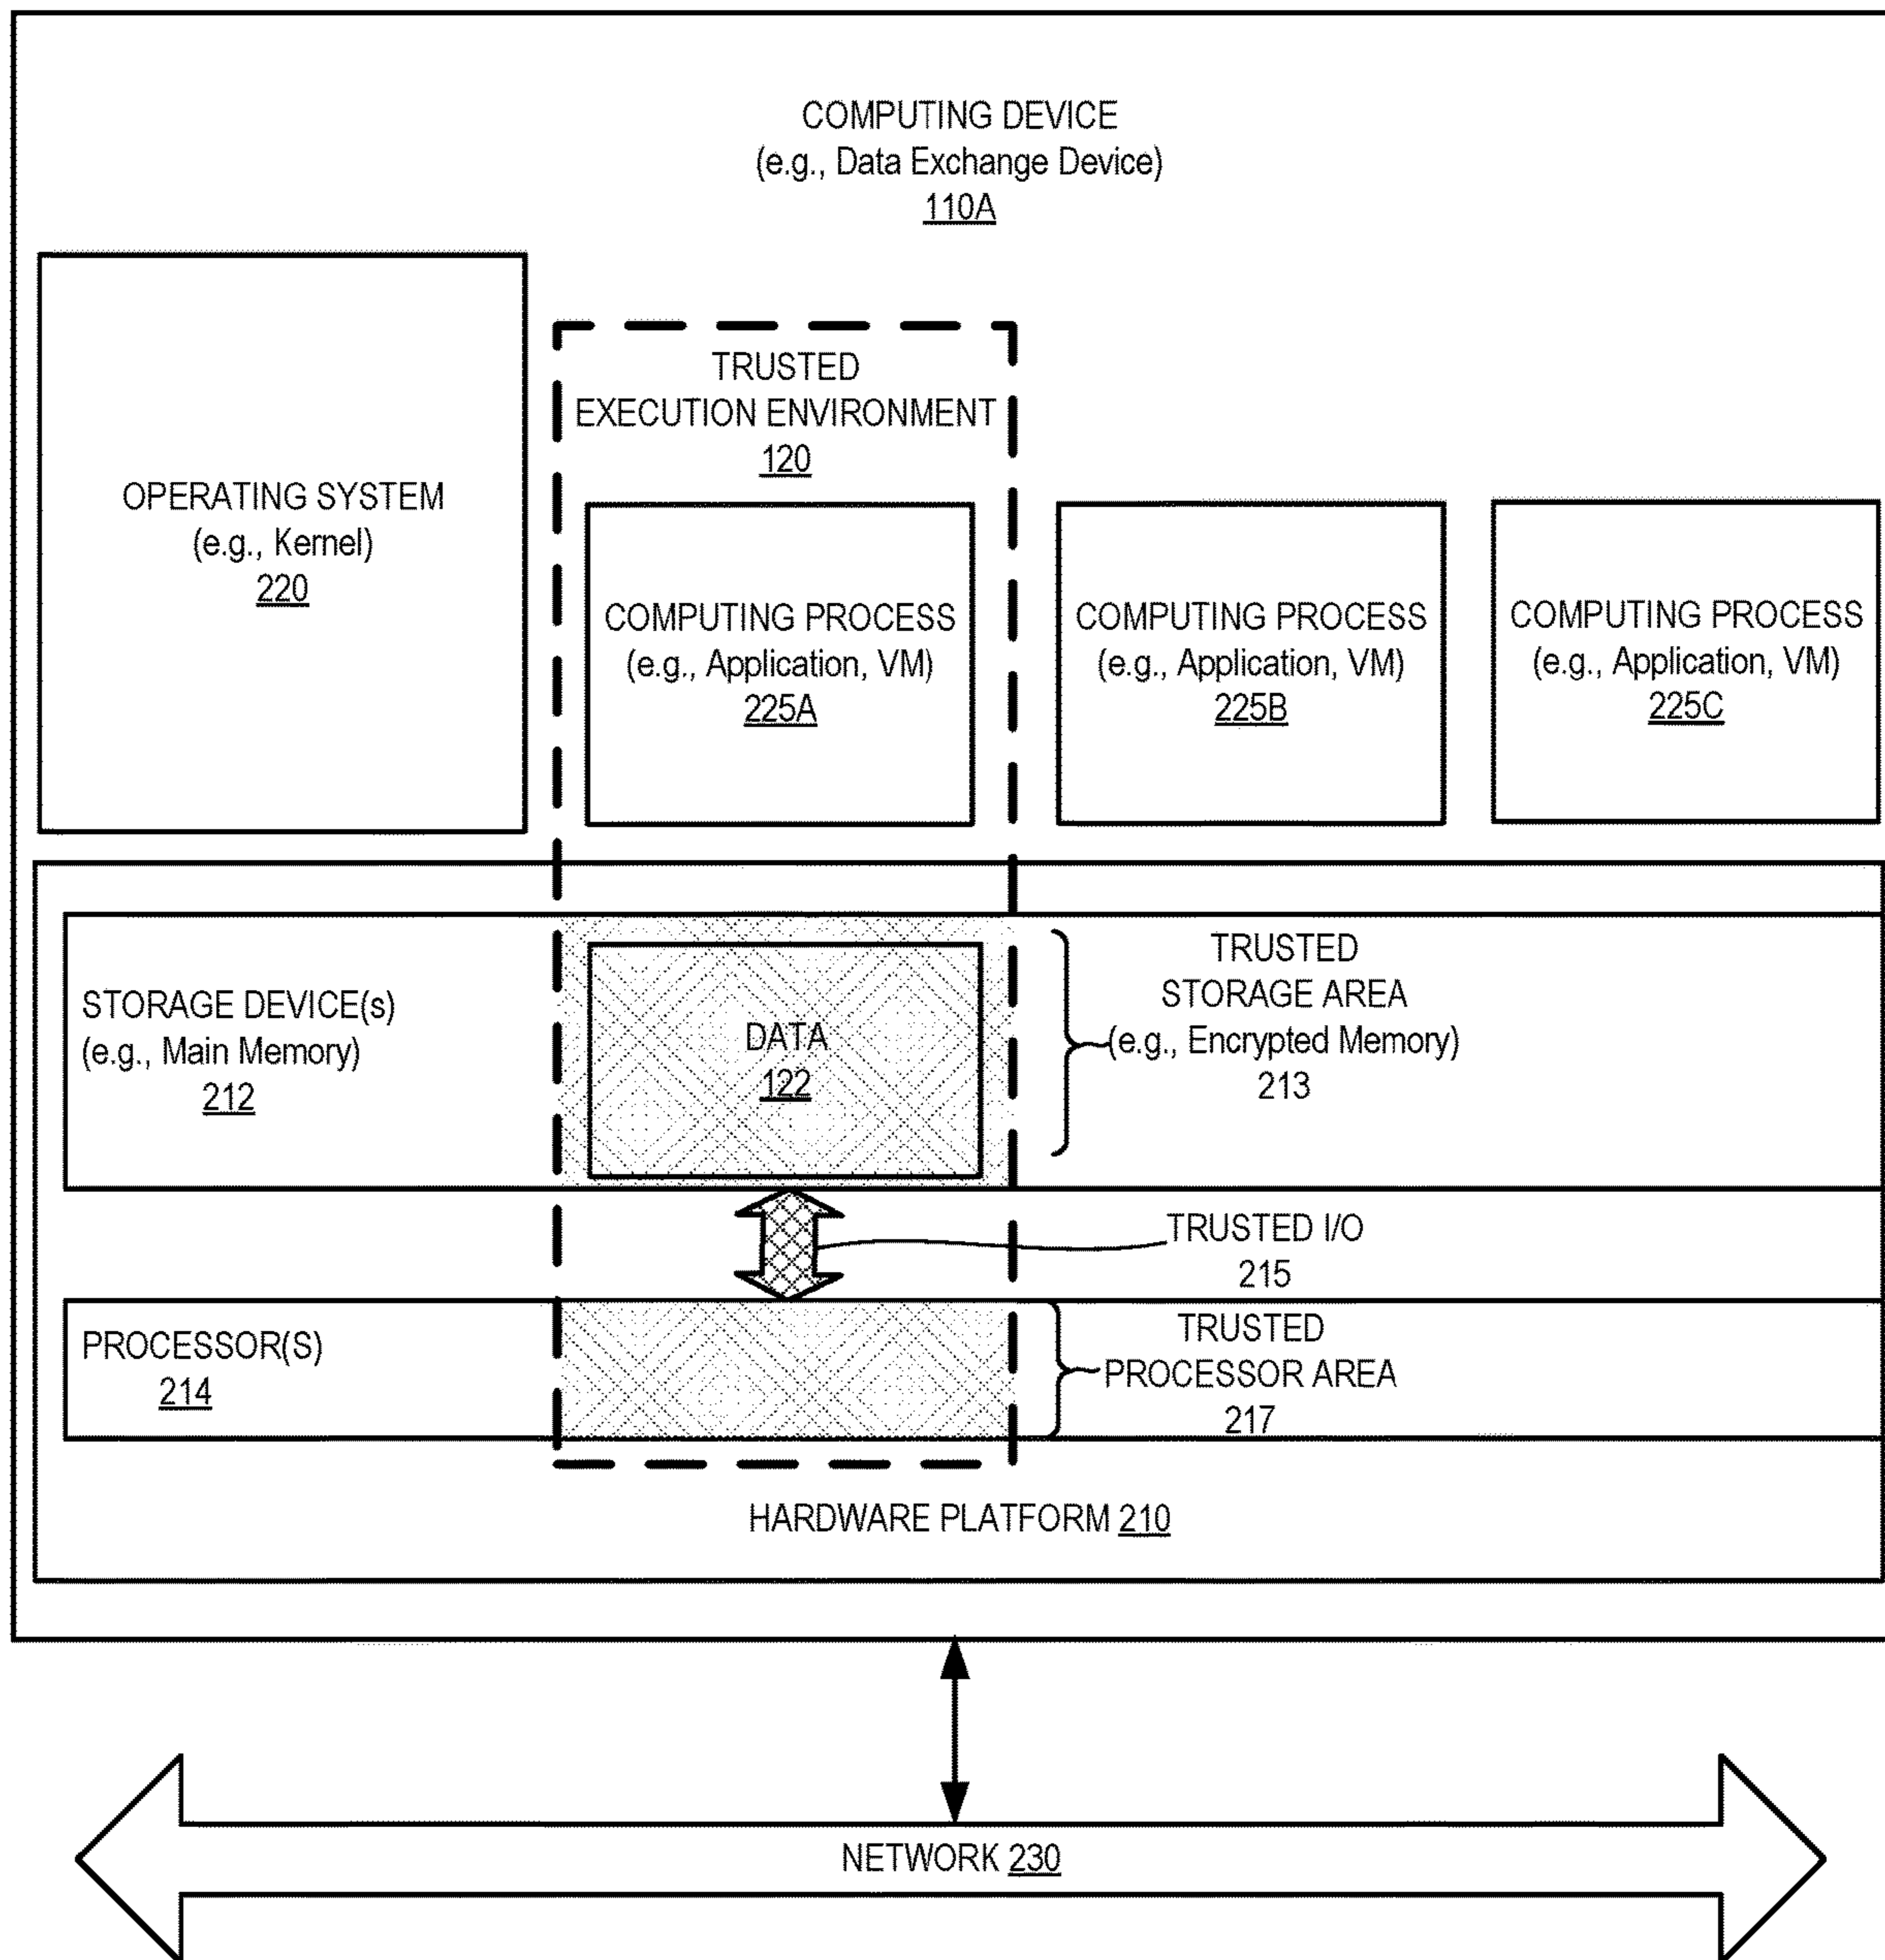 COMPUTING DEVICE
(e.g., Data Exchange Device)
110A
TRUSTED
EXECUTION ENVIRONMENT
120
OPERATING SYSTEM
(e.g., Kernel)
220
COMPUTING PROCESS
(e.g., Application, VM)
225A
COMPUTING PROCESS
(e.g., Application, VM)
225B
COMPUTING PROCESS
(e.g., Application, VM)
225C
STORAGE DEVICE(s)
(e.g., Main Memory)
212
DATA
122
TRUSTED
STORAGE AREA
(e.g., Encrypted Memory)
213
TRUSTED I/O
215
PROCESSOR(S)
214
TRUSTED
PROCESSOR AREA
217
HARDWARE PLATFORM 210
NETWORK 230